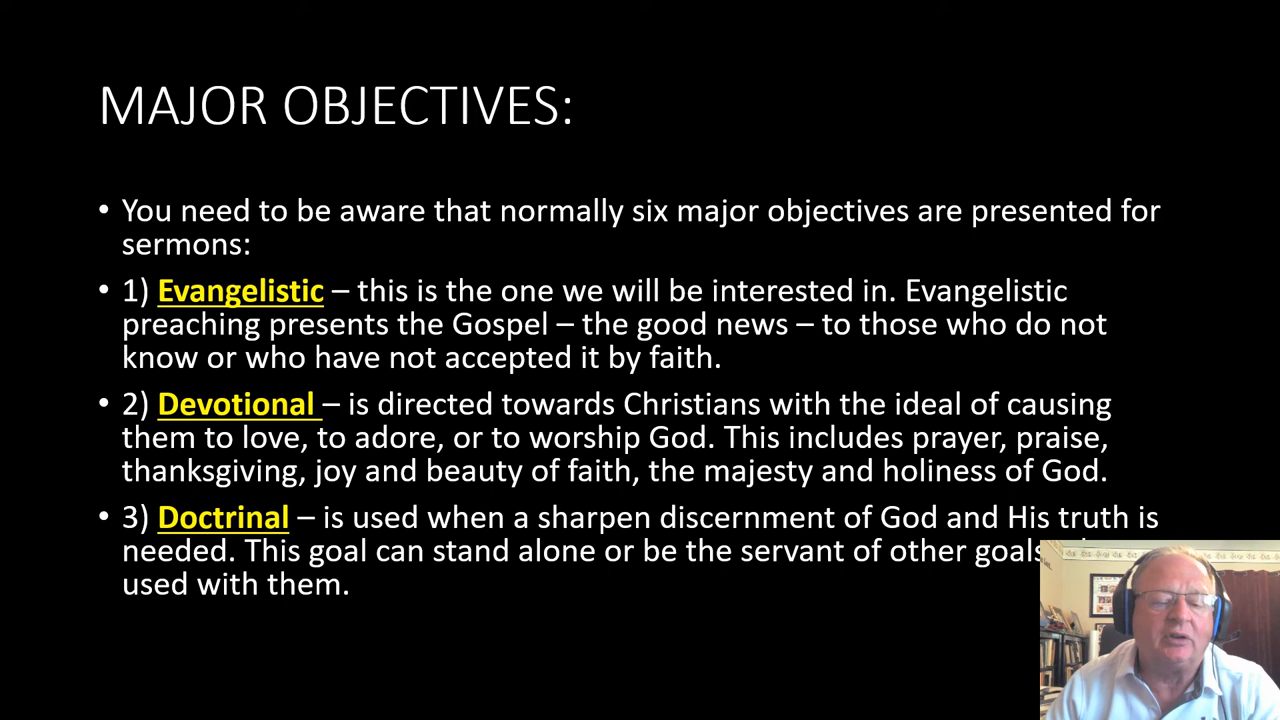 MAJOR OBJECTIVES:
• You need to be aware that normally six major objectives are presented for
sermons:
• 1) Evangelistic – this is the one we will be interested in. Evangelistic
preaching presents the Gospel – the good news – to those who do not
know or who have not accepted it by faith.
• 2) Devotional – is directed towards Christians with the ideal of causing
them to love, to adore, or to worship God. This includes prayer, praise,
thanksgiving, joy and beauty of faith, the majesty and holiness of God.
• 3) Doctrinal – is used when a sharpen discernment of God and His truth is
needed. This goal can stand alone or be the servant of other goals
used with them.